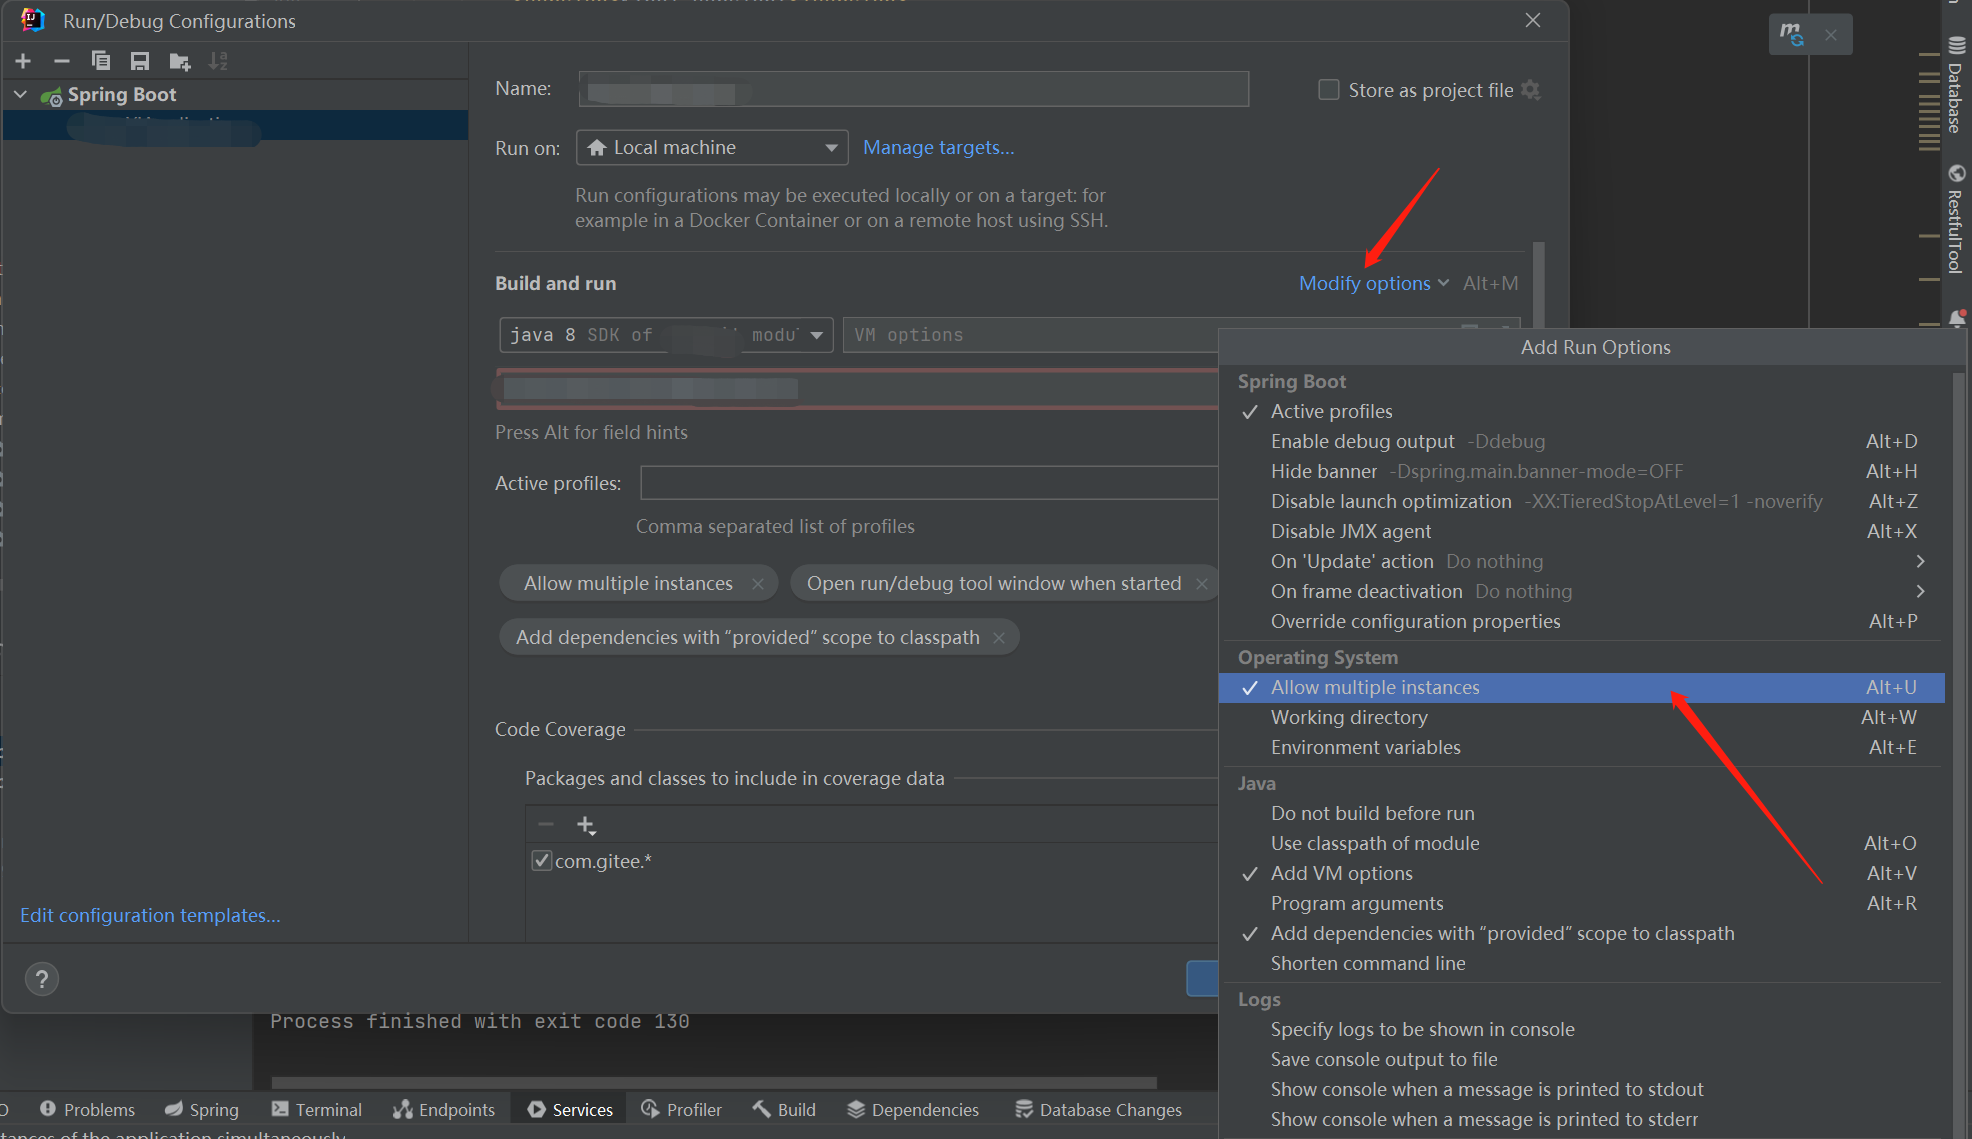 Run/Debug Configurations
Spring Boot
Name:
Store as project file
Run on:
Local machine
Manage targets...
Run configurations may be executed locally or on a target: for
example in a Docker Container or on a remote host using SSH.
Build and run
Modify options
Alt+M
java 8 SDK of
modul
VM options
Press Alt for field hints
Active profiles:
Comma separated list of profiles
Allow multiple instances
Open run/debug tool window when started
Add dependencies with “provided” scope to classpath
Code Coverage
Packages and classes to include in coverage data
com.gitee.*
Edit configuration templates...
?
Add Run Options
Spring Boot
Active profiles
Enable debug output -Ddebug Alt+D
Hide banner -Dspring.main.banner-mode=OFF Alt+H
Disable launch optimization -XX:TieredStopAtLevel=1 -noverify Alt+Z
Disable JMX agent Alt+X
On 'Update' action Do nothing
On frame deactivation Do nothing
Override configuration properties Alt+P
Operating System
Allow multiple instances Alt+U
Working directory Alt+W
Environment variables Alt+E
Java
Do not build before run
Use classpath of module Alt+O
Add VM options Alt+V
Program arguments Alt+R
Add dependencies with “provided” scope to classpath
Shorten command line
Logs
Specify logs to be shown in console
Save console output to file
Show console when a message is printed to stdout
Show console when a message is printed to stderr
Database
RestfulTool
Process finished with exit code 130
Problems
Spring
Terminal
Endpoints
Services
Profiler
Build
Dependencies
Database Changes
of the application simultaneously